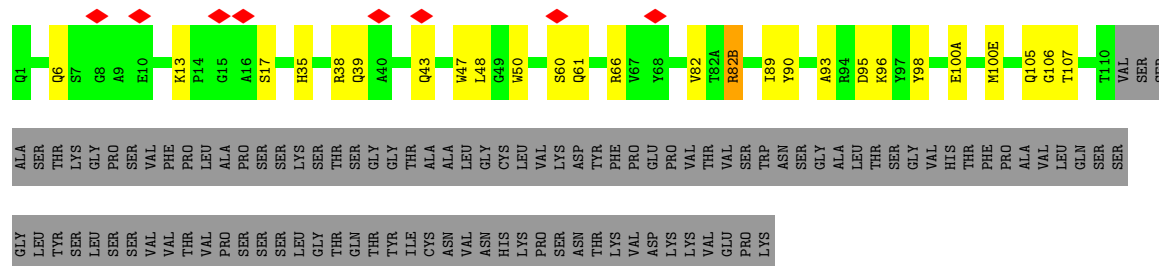 Q1 Q6 S7 G8 A9 E10 K13 P14 G15 A16 S17 H35 R38 Q39 A40 Q43 W47 L48 G49 W50 S60 Q61 R66 V67 Y68 V82 T82A R82B I89 Y90 A93 R94 D95 K96 Y97 Y98 E100A M100E Q105 G106 T107 T110 VAL SER SER
ALA SER THR LYS GLY PRO SER VAL PHE PRO LEU ALA PRO SER SER LYS SER THR SER GLY GLY THR ALA ALA LEU GLY CYS LEU VAL LYS ASP TYR PHE PRO GLU PRO VAL THR VAL SER TRP ASN SER GLY ALA LEU THR SER GLY VAL HIS THR PHE PRO ALA VAL LEU GLN SER SER
GLY LEU TYR SER LEU SER SER VAL VAL THR VAL PRO SER SER SER LEU GLY THR GLN THR TYR ILE CYS ASN VAL ASN HIS LYS PRO SER ASN THR LYS VAL ASP LYS LYS VAL GLU PRO LYS